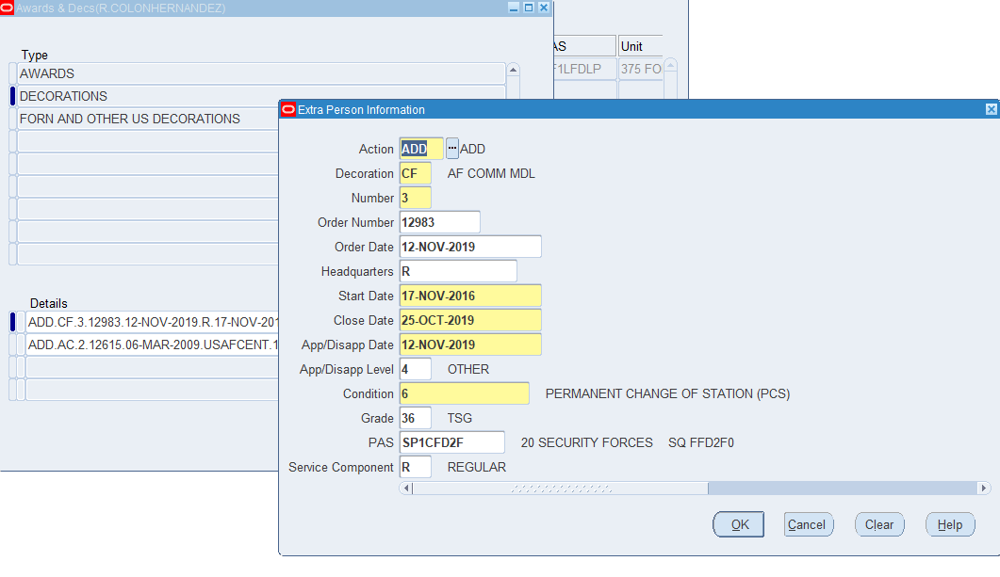 Awards & Decs(R.COLONHERNANDEZ)
Type
AWARDS
DECORATIONS
FORN AND OTHER US DECORATIONS
AS Unit
F1LFDLP 375 FO
Details
ADD.CF.3.12983.12-NOV-2019.R.17-NOV-201
ADD.AC.2.12615.06-MAR-2009.USAFCENT.1
Extra Person Information
Action ADD ... ADD
Decoration CF AF COMM MDL
Number 3
Order Number 12983
Order Date 12-NOV-2019
Headquarters R
Start Date 17-NOV-2016
Close Date 25-OCT-2019
App/Disapp Date 12-NOV-2019
App/Disapp Level 4 OTHER
Condition 6 PERMANENT CHANGE OF STATION (PCS)
Grade 36 TSG
PAS SP1CFD2F 20 SECURITY FORCES SQ FFD2F0
Service Component R REGULAR
OK Cancel Clear Help